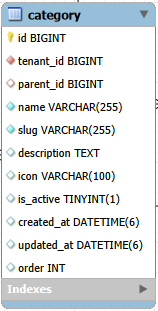 category
id BIGINT
tenant_id BIGINT
parent_id BIGINT
name VARCHAR(255)
slug VARCHAR(255)
description TEXT
icon VARCHAR(100)
is_active TINYINT(1)
created_at DATETIME(6)
updated_at DATETIME(6)
order INT
Indexes